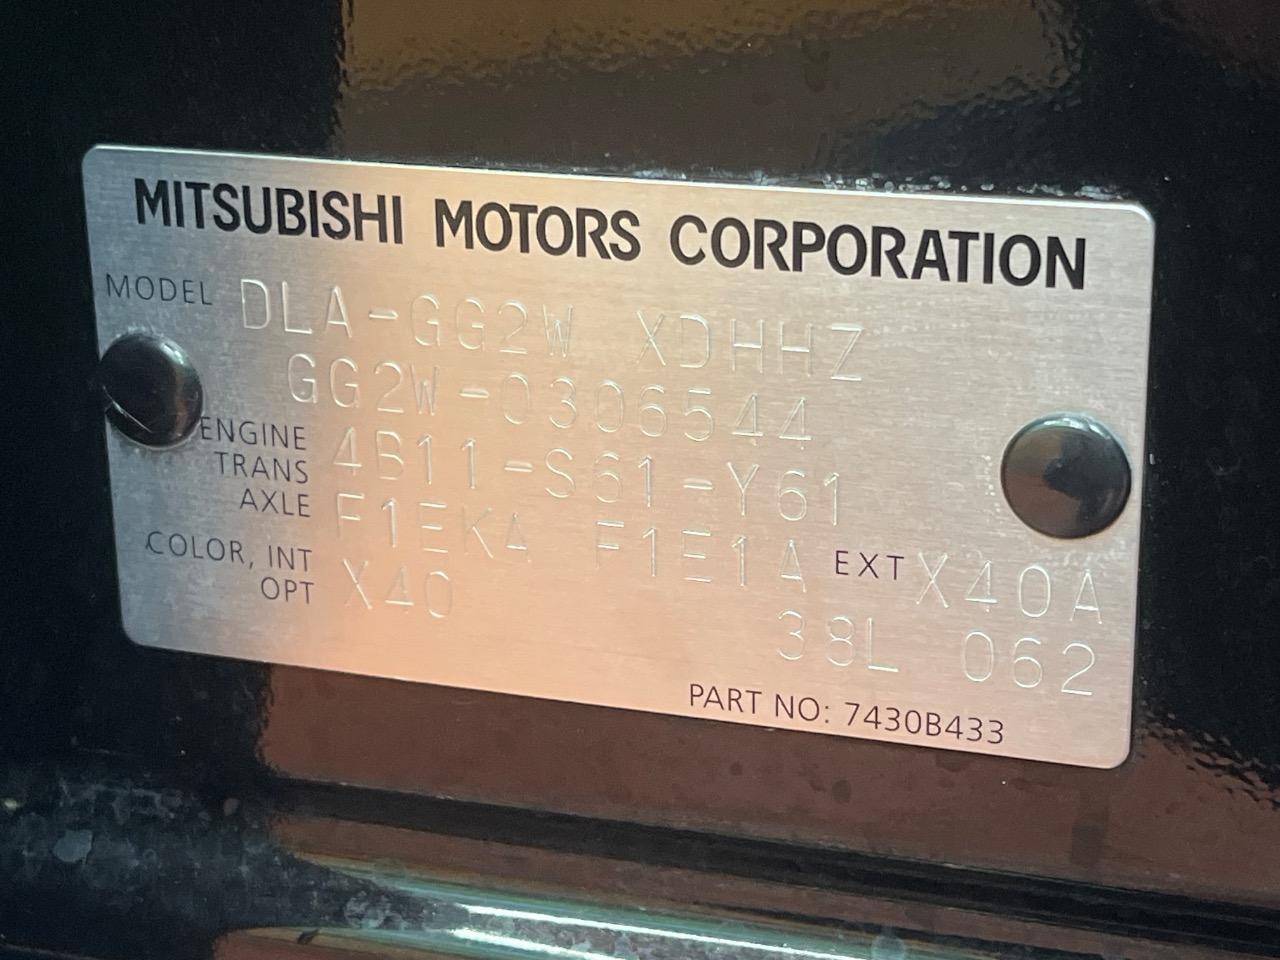 MITSUBISHI MOTORS CORPORATION
MODEL DLA-GG2W XDHHZ
GG2W-0306544
ENGINE 4B11-S61-Y61
TRANS
AXLE F1EKA F1E1A EXT X40A
COLOR, INT X40
OPT 38L 062
PART NO: 7430B433